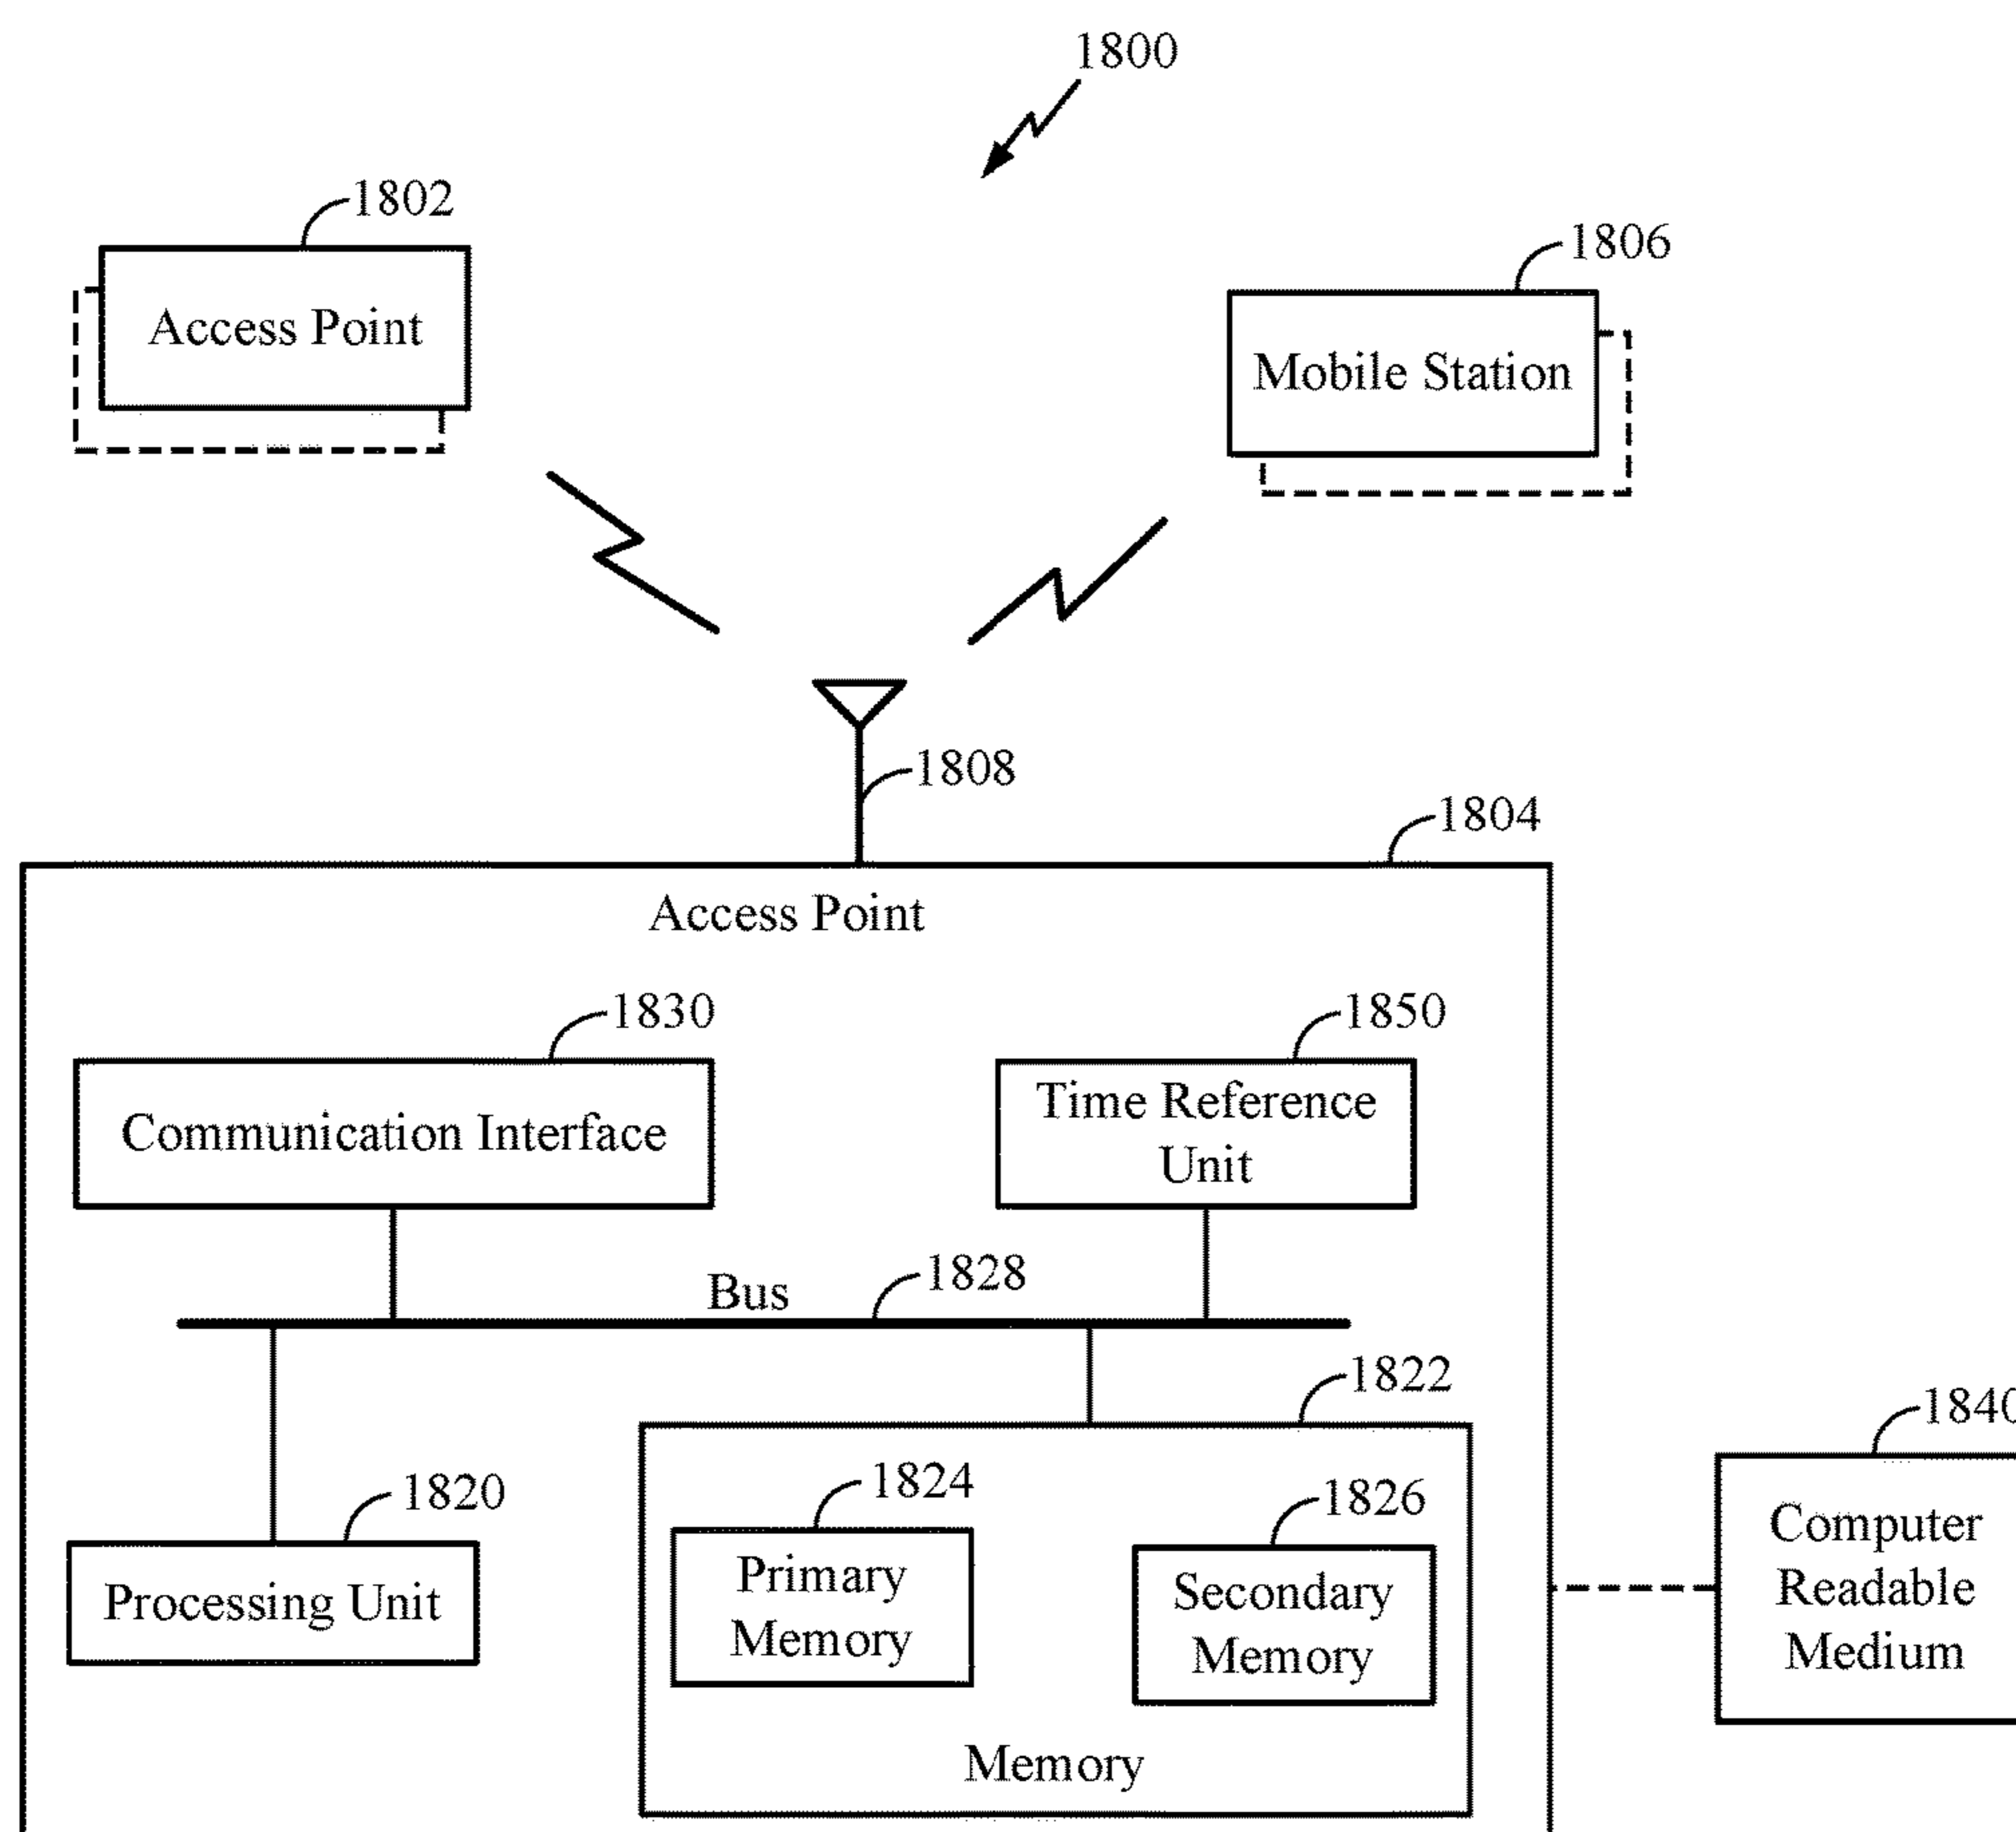 1800
1802
Access Point
1806
Mobile Station
1808
1804
Access Point
1830
Communication Interface
1850
Time Reference
Unit
Bus
1828
1822
1820
Processing Unit
1824
Primary
Memory
1826
Secondary
Memory
Memory
1840
Computer
Readable
Medium